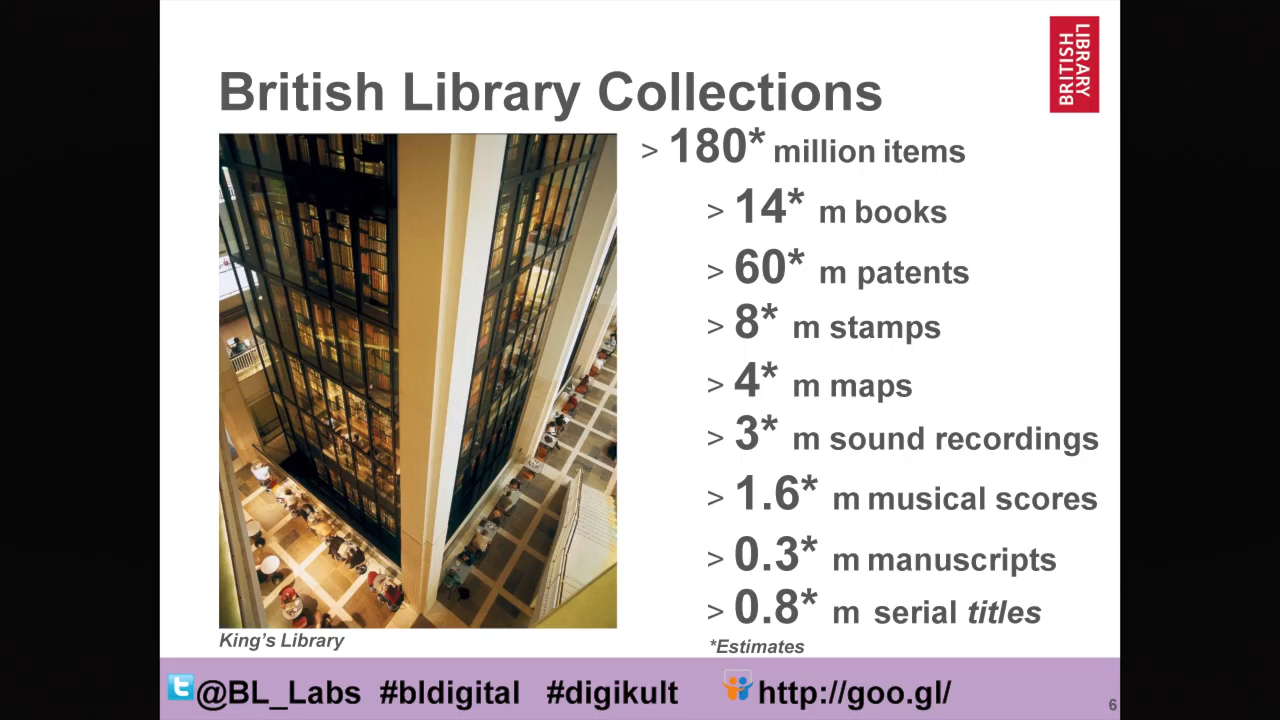 British Library Collections
LIBRARY
BRITISH
> 180* million items
> 14* m books
> 60* m patents
> 8* m stamps
> 4* m maps
> 3* m sound recordings
> 1.6* m musical scores
> 0.3* m manuscripts
> 0.8* m serial titles
King's Library
*Estimates
@BL_Labs #bldigital #digikult http://goo.gl/
6